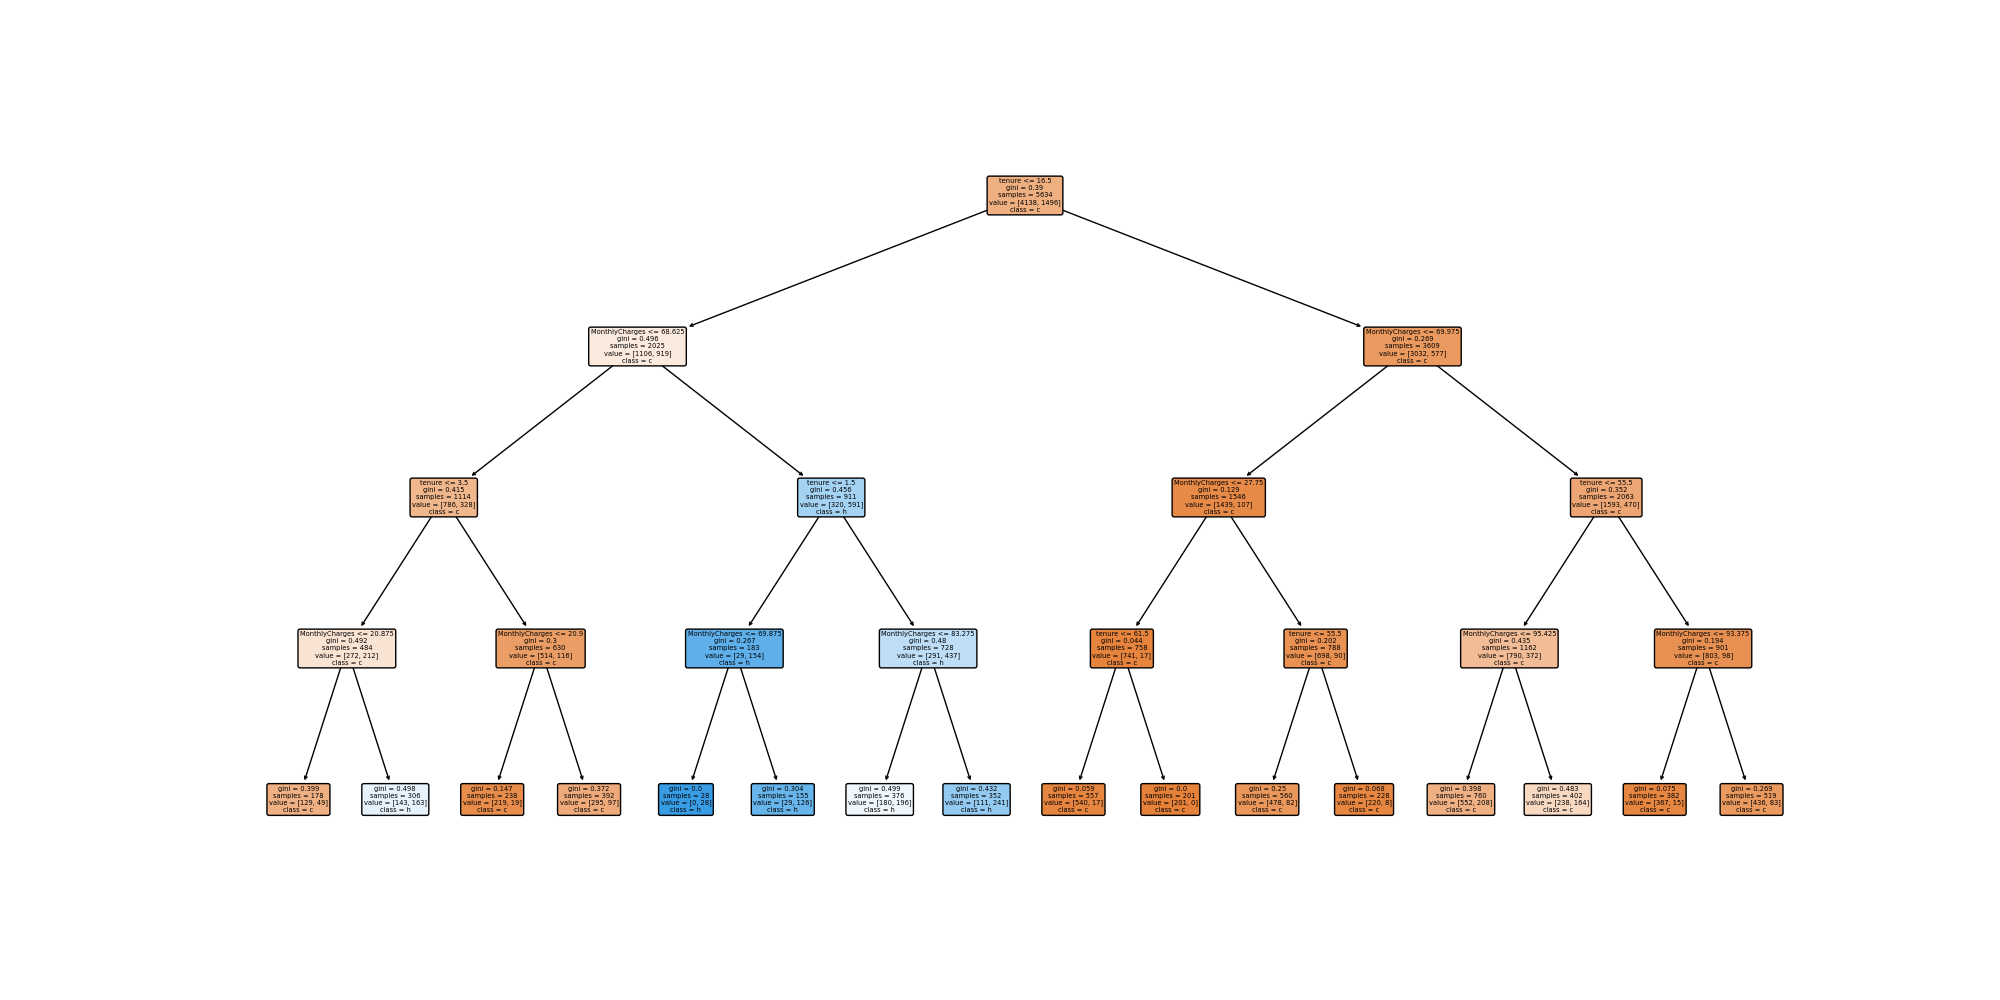 tenure <= 16.5
gini = 0.39
samples = 5634
value = [4138, 1496]
class = c
MonthlyCharges <= 68.625
gini = 0.496
samples = 2025
value = [1106, 919]
class = c
MonthlyCharges <= 69.975
gini = 0.269
samples = 3609
value = [3032, 577]
class = c
tenure <= 3.5
gini = 0.415
samples = 1114
value = [786, 328]
class = c
tenure <= 1.5
gini = 0.456
samples = 911
value = [320, 591]
class = h
MonthlyCharges <= 27.75
gini = 0.129
samples = 1546
value = [1439, 107]
class = c
tenure <= 55.5
gini = 0.352
samples = 2063
value = [1593, 470]
class = c
MonthlyCharges <= 20.875
gini = 0.492
samples = 484
value = [272, 212]
class = c
MonthlyCharges <= 20.9
gini = 0.3
samples = 630
value = [514, 116]
class = c
MonthlyCharges <= 69.875
gini = 0.267
samples = 183
value = [29, 154]
class = h
MonthlyCharges <= 83.275
gini = 0.48
samples = 728
value = [291, 437]
class = h
tenure <= 61.5
gini = 0.044
samples = 758
value = [741, 17]
class = c
tenure <= 55.5
gini = 0.202
samples = 788
value = [698, 90]
class = c
MonthlyCharges <= 95.425
gini = 0.435
samples = 1162
value = [790, 372]
class = c
MonthlyCharges <= 93.375
gini = 0.194
samples = 901
value = [803, 98]
class = c
gini = 0.399
samples = 178
value = [129, 49]
class = c
gini = 0.498
samples = 306
value = [143, 163]
class = h
gini = 0.147
samples = 238
value = [219, 19]
class = c
gini = 0.372
samples = 392
value = [295, 97]
class = c
gini = 0.0
samples = 28
value = [0, 28]
class = h
gini = 0.304
samples = 155
value = [29, 126]
class = h
gini = 0.499
samples = 376
value = [180, 196]
class = h
gini = 0.432
samples = 352
value = [111, 241]
class = h
gini = 0.059
samples = 557
value = [540, 17]
class = c
gini = 0.0
samples = 201
value = [201, 0]
class = c
gini = 0.25
samples = 560
value = [478, 82]
class = c
gini = 0.068
samples = 228
value = [220, 8]
class = c
gini = 0.398
samples = 760
value = [552, 208]
class = c
gini = 0.483
samples = 402
value = [238, 164]
class = c
gini = 0.075
samples = 382
value = [367, 15]
class = c
gini = 0.269
samples = 519
value = [436, 83]
class = c